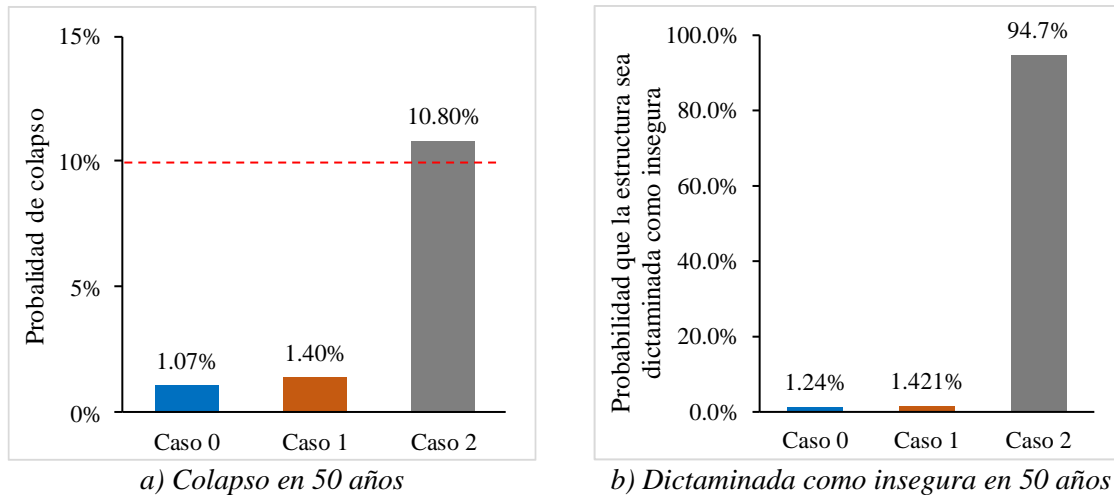 Probalidad de colapso
15%
10%
5%
0%
1.07%
1.40%
10.80%
Caso 0
Caso 1
Caso 2
a) Colapso en 50 años
Probabilidad que la estructura sea
dictaminada como insegura
100.0%
80.0%
60.0%
40.0%
20.0%
0.0%
1.24%
1.421%
94.7%
Caso 0
Caso 1
Caso 2
b) Dictaminada como insegura en 50 años